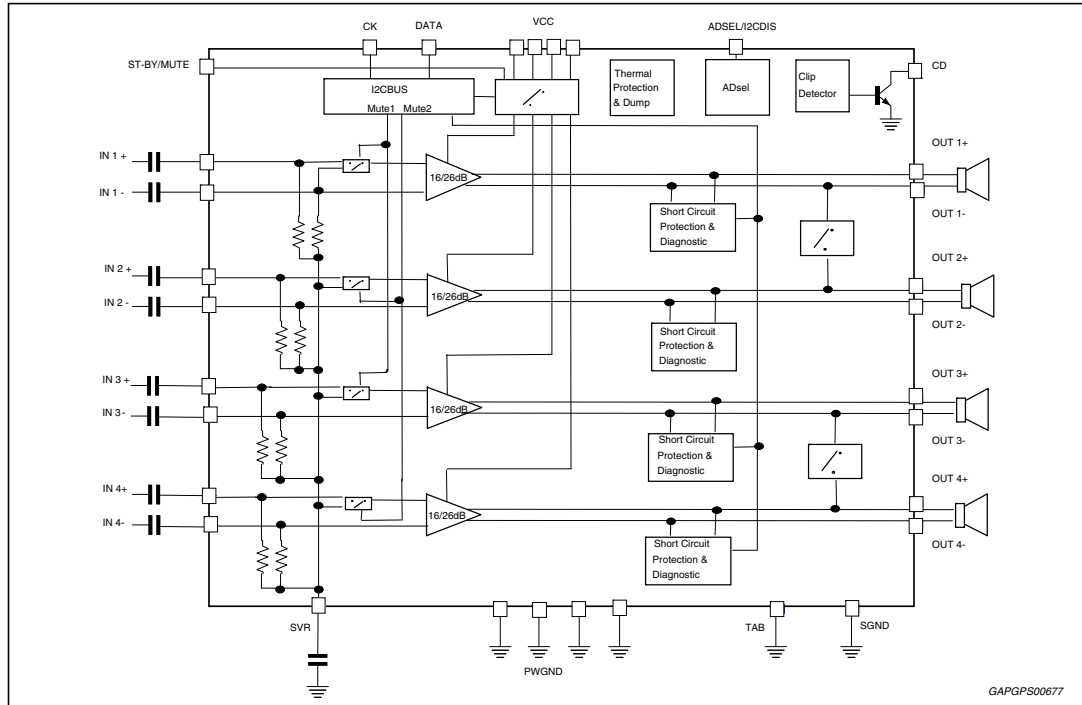 CK
DATA
VCC
ADSEL/I2CDIS
ST-BY/MUTE
CD
I2CBUS
Mute1 Mute2
Thermal
Protection
& Dump
ADsel
Clip
Detector
IN 1 +
IN 1 -
16/26dB
Short Circuit
Protection &
Diagnostic
OUT 1+
OUT 1-
IN 2 +
IN 2 -
16/26dB
Short Circuit
Protection &
Diagnostic
OUT 2+
OUT 2-
IN 3 +
IN 3 -
16/26dB
Short Circuit
Protection &
Diagnostic
OUT 3+
OUT 3-
IN 4+
IN 4-
16/26dB
Short Circuit
Protection &
Diagnostic
OUT 4+
OUT 4-
SVR
PWGND
TAB
SGND
GAPGPS00677